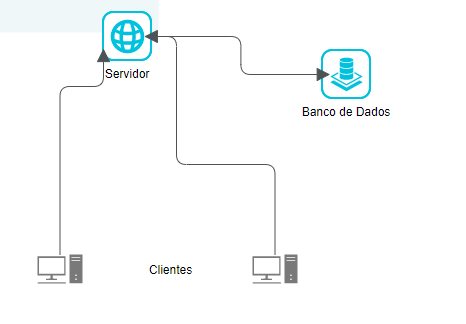 Servidor
Banco de Dados
Clientes